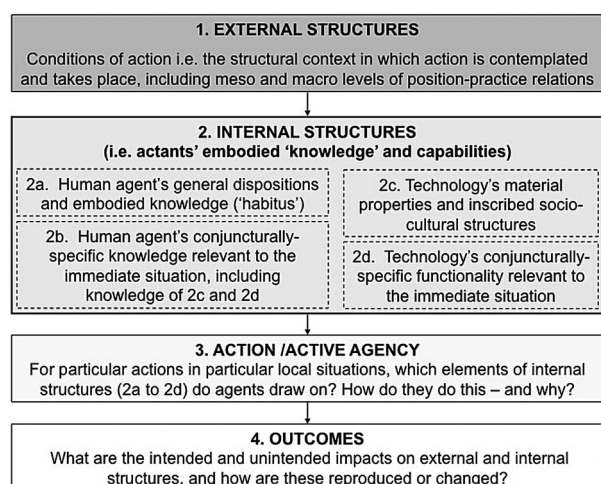 1. EXTERNAL STRUCTURES
Conditions of action i.e. the structural context in which action is contemplated
and takes place, including meso and macro levels of position-practice relations
2. INTERNAL STRUCTURES
(i.e. actants' embodied 'knowledge' and capabilities)
2a. Human agent's general dispositions
and embodied knowledge ('habitus')
2b. Human agent's conjuncturally-
specific knowledge relevant to the
immediate situation, including
knowledge of 2c and 2d
2c. Technology's material
properties and inscribed socio-
cultural structures
2d. Technology's conjuncturally-
specific functionality relevant to
the immediate situation
3. ACTION /ACTIVE AGENCY
For particular actions in particular local situations, which elements of internal
structures (2a to 2d) do agents draw on? How do they do this – and why?
4. OUTCOMES
What are the intended and unintended impacts on external and internal
structures, and how are these reproduced or changed?